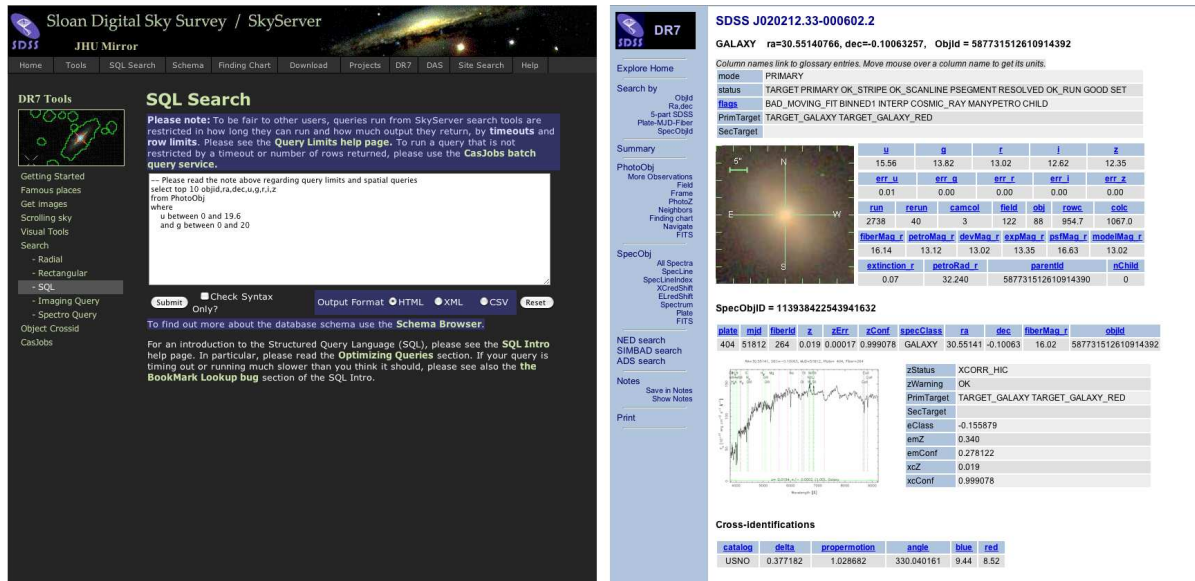 Sloan Digital Sky Survey / SkyServer
SDSS
JHU Mirror
Home Tools SQL Search Schema Finding Chart Download Projects DR7 DAS Site Search Help
DR7 Tools
Getting Started
Famous places
Get images
Scrolling sky
Visual Tools
Search
- Radial
- Rectangular
- SQL
- Imaging Query
- Spectro Query
Object Crossid
CasJobs
SQL Search
Please note: To be fair to other users, queries run from SkyServer search tools are
restricted in how long they can run and how much output they return, by timeouts and
row limits. Please see the Query Limits help page. To run a query that is not
restricted by a timeout or number of rows returned, please use the CasJobs batch
query service.
-- Please read the note above regarding query limits and spatial queries
select top 10 objid,ra,dec,u,g,r,i,z
from PhotoObj
where
u between 0 and 19.6
and g between 0 and 20
Submit Check Syntax Only? Output Format HTML XML CSV Reset
To find out more about the database schema use the Schema Browser.
For an introduction to the Structured Query Language (SQL), please see the SQL Intro
help page. In particular, please read the Optimizing Queries section. If your query is
timing out or running much slower than you think it should, please see also the the
BookMark Lookup bug section of the SQL Intro.
SDSS
DR7
Explore Home
Search by
ObjId
Ra,dec
5-part SDSS
Plate-MJD-Fiber
SpecObjId
Summary
PhotoObj
More Observations
Field
Frame
PhotoZ
Neighbors
Finding chart
Navigate
FITS
SpecObj
All Spectra
SpecLine
SpecLineIndex
XCredShift
ELredShift
Spectrum
Plate
FITS
NED search
SIMBAD search
ADS search
Notes
Save in Notes
Show Notes
Print
SDSS J020212.33-000602.2
GALAXY ra=30.55140766, dec=-0.10063257, ObjId = 587731512610914392
Column names link to glossary entries. Move mouse over a column name to get its units.
mode PRIMARY
status TARGET PRIMARY OK_STRIPE OK_SCANLINE PSEGMENT RESOLVED OK_RUN GOOD SET
flags BAD_MOVING_FIT BINNED1 INTERP COSMIC_RAY MANYPETRO CHILD
PrimTarget TARGET_GALAXY TARGET_GALAXY_RED
SecTarget
5"
N
E
W
S
u g r i z
15.56 13.82 13.02 12.62 12.35
err_u err_g err_r err_i err_z
0.01 0.00 0.00 0.00 0.00
run rerun camcol field obj rowc colc
2738 40 3 122 88 954.7 1067.0
fiberMag_r petroMag_r devMag_r expMag_r psfMag_r modelMag_r
16.14 13.12 13.02 13.35 16.63 13.02
extinction_r petroRad_r parentId nChild
0.07 32.240 587731512610914390 0
SpecObjID = 113938422543941632
plate mjd fiberId z zErr zConf specClass ra dec fiberMag_r objId
404 51812 264 0.019 0.00017 0.999078 GALAXY 30.55141 -0.10063 16.02 587731512610914392
zStatus XCORR_HIC
zWarning OK
PrimTarget TARGET_GALAXY TARGET_GALAXY_RED
SecTarget
eClass -0.155879
emZ 0.340
emConf 0.278122
xcZ 0.019
xcConf 0.999078
Cross-identifications
catalog delta propermotion angle blue red
USNO 0.377182 1.028682 330.040161 9.44 8.52